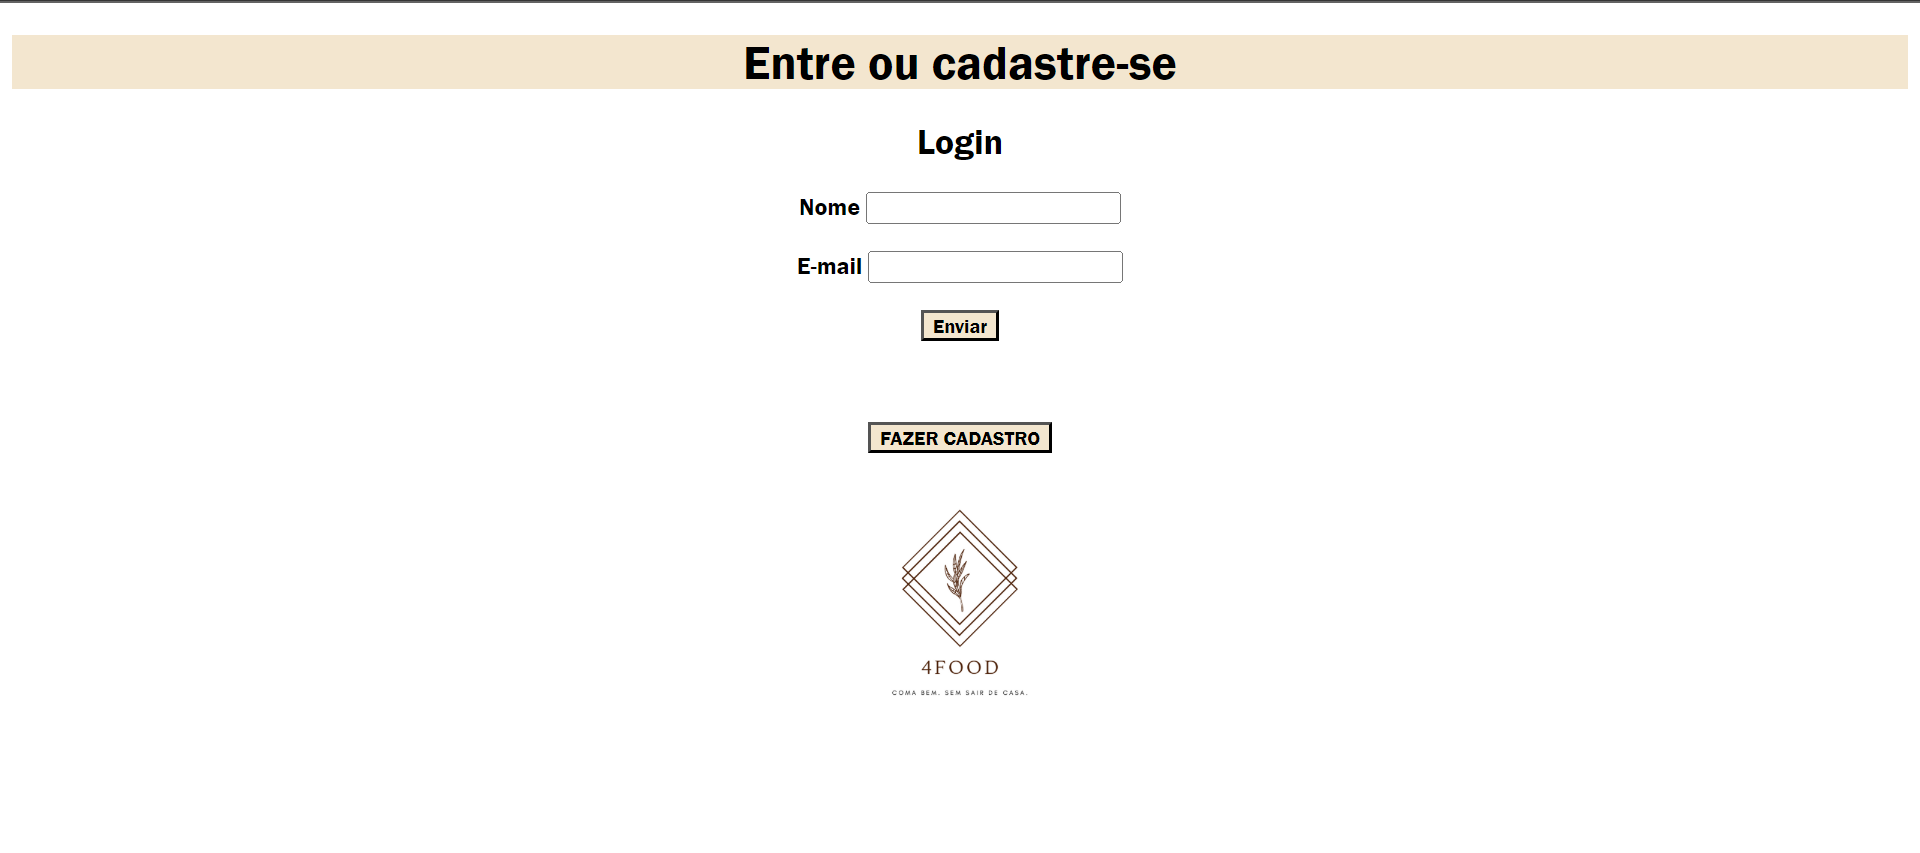 Entre ou cadastre-se
Login
Nome
E-mail
Enviar
FAZER CADASTRO
4FOOD
COMA BEM. SEM SAIR DE CASA.